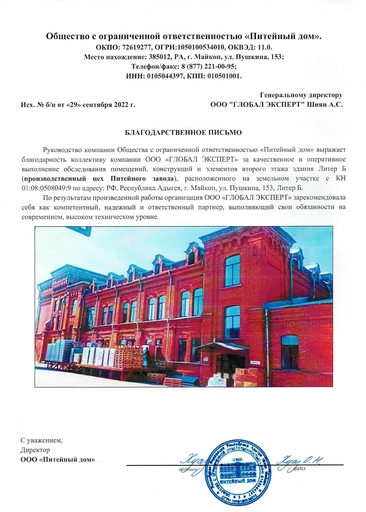 Общество с ограниченной ответственностью «Питейный дом».
ОКПО: 72619277, ОГРН:1050100534010, ОКВЭД: 11.0.
Место нахождение: 385012, РА, г. Майкоп, ул. Пушкина, 153;
Телефон/факс: 8 (877) 221-00-95;
ИНН: 0105044397, КПП: 010501001.
Генеральному директору
Исх. № б/н от «29» сентября 2022 г. ООО "ГЛОБАЛ ЭКСПЕРТ" Шиян А.С.
БЛАГОДАРСТВЕННОЕ ПИСЬМО
Руководство компании Общества с ограниченной ответственностью «Питейный дом» выражает
благодарность коллективу компании ООО «ГЛОБАЛ ЭКСПЕРТ» за качественное и оперативное
выполнение обследования помещений, конструкций и элементов второго этажа здания Литер Б
(производственный цех Питейного завода), расположенного на земельном участке с КН
01:08:0508049:9 по адресу: РФ, Республика Адыгея, г. Майкоп, ул. Пушкина, 153, Литер Б.
По результатам произведенной работы организация ООО «ГЛОБАЛ ЭКСПЕРТ» зарекомендовала
себя как компетентный, надежный и ответственный партнер, выполняющий свои обязанности на
современном, высоком техническом уровне.
С уважением,
Директор
ООО «Питейный дом»
ПИТЕЙНЫЙ ДОМ